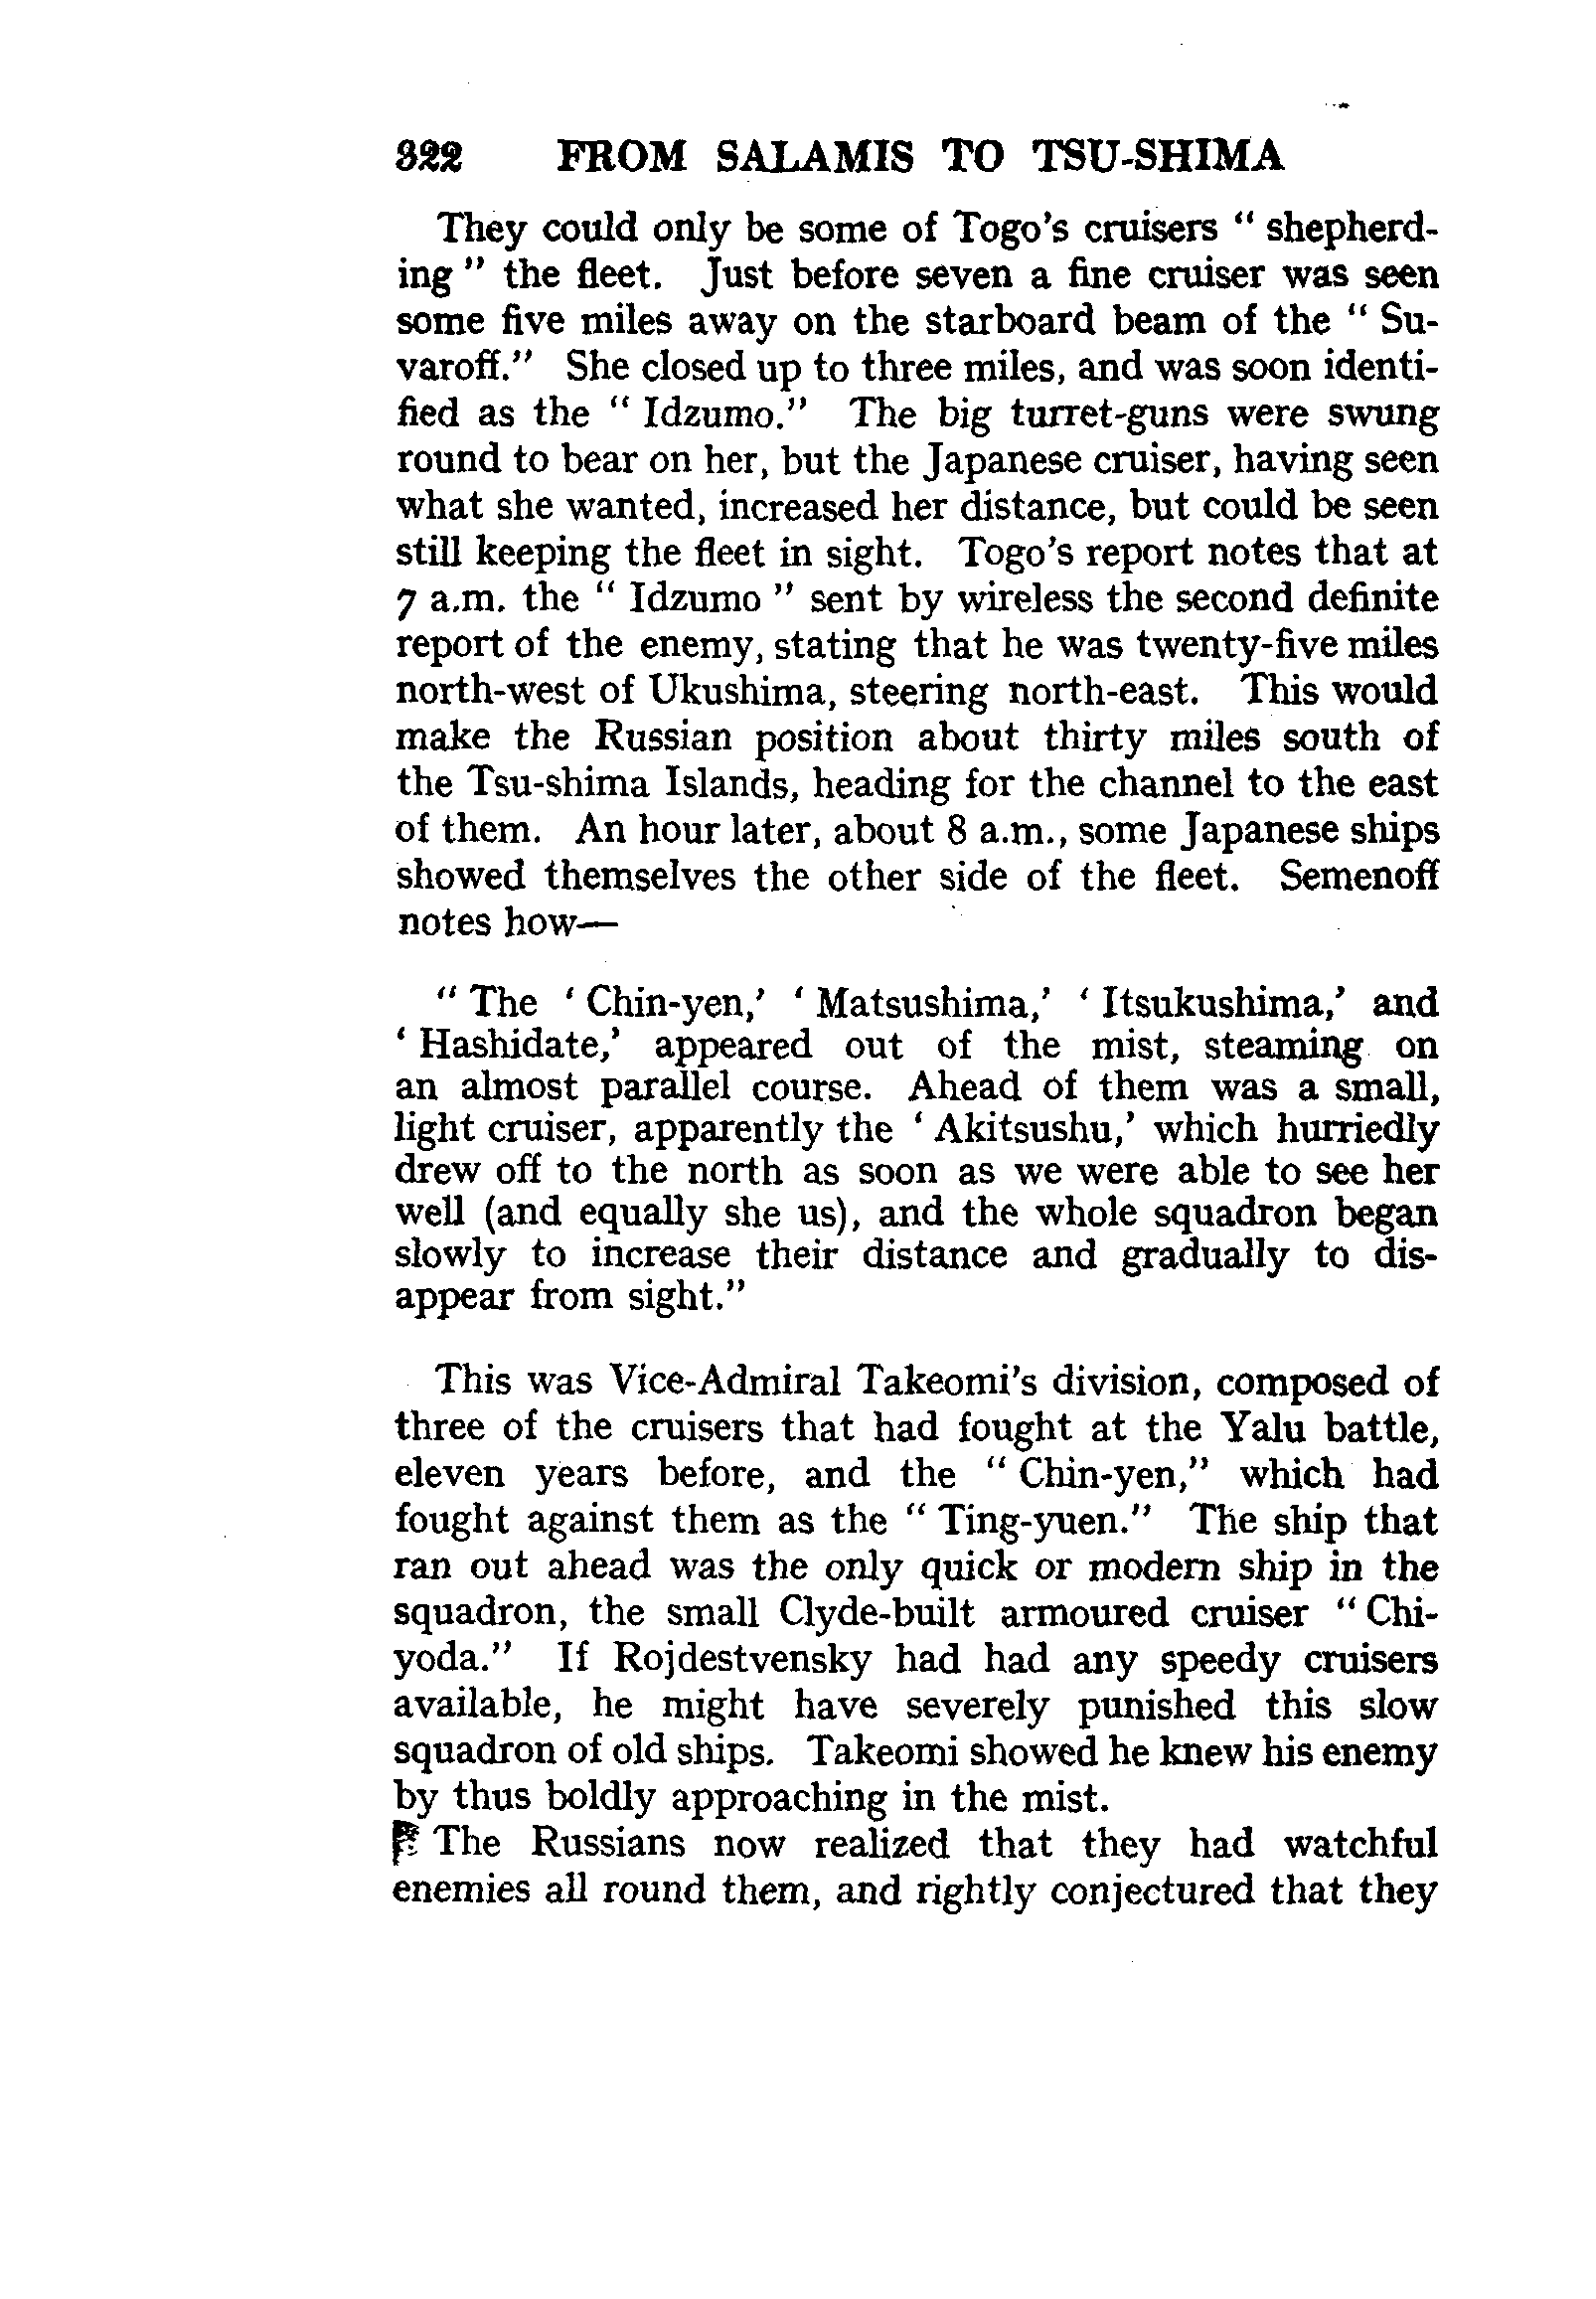 322 FROM SALAMIS TO TSU-SHIMA
They could only be some of Togo's cruisers " shepherd-
ing " the fleet. Just before seven a fine cruiser was seen
some five miles away on the starboard beam of the " Su-
varoff." She closed up to three miles, and was soon identi-
fied as the " Idzumo." The big turret-guns were swung
round to bear on her, but the Japanese cruiser, having seen
what she wanted, increased her distance, but could be seen
still keeping the fleet in sight. Togo's report notes that at
7 a.m. the " Idzumo " sent by wireless the second definite
report of the enemy, stating that he was twenty-five miles
north-west of Ukushima, steering north-east. This would
make the Russian position about thirty miles south of
the Tsu-shima Islands, heading for the channel to the east
of them. An hour later, about 8 a.m., some Japanese ships
showed themselves the other side of the fleet. Semenoff
notes how—
" The ' Chin-yen,' ' Matsushima,' ' Itsukushima,' and
' Hashidate,' appeared out of the mist, steaming on
an almost parallel course. Ahead of them was a small,
light cruiser, apparently the ' Akitsushu,' which hurriedly
drew off to the north as soon as we were able to see her
well (and equally she us), and the whole squadron began
slowly to increase their distance and gradually to dis-
appear from sight."
This was Vice-Admiral Takeomi's division, composed of
three of the cruisers that had fought at the Yalu battle,
eleven years before, and the " Chin-yen," which had
fought against them as the " Ting-yuen." The ship that
ran out ahead was the only quick or modern ship in the
squadron, the small Clyde-built armoured cruiser " Chi-
yoda." If Rojdestvensky had had any speedy cruisers
available, he might have severely punished this slow
squadron of old ships. Takeomi showed he knew his enemy
by thus boldly approaching in the mist.
The Russians now realized that they had watchful
enemies all round them, and rightly conjectured that they